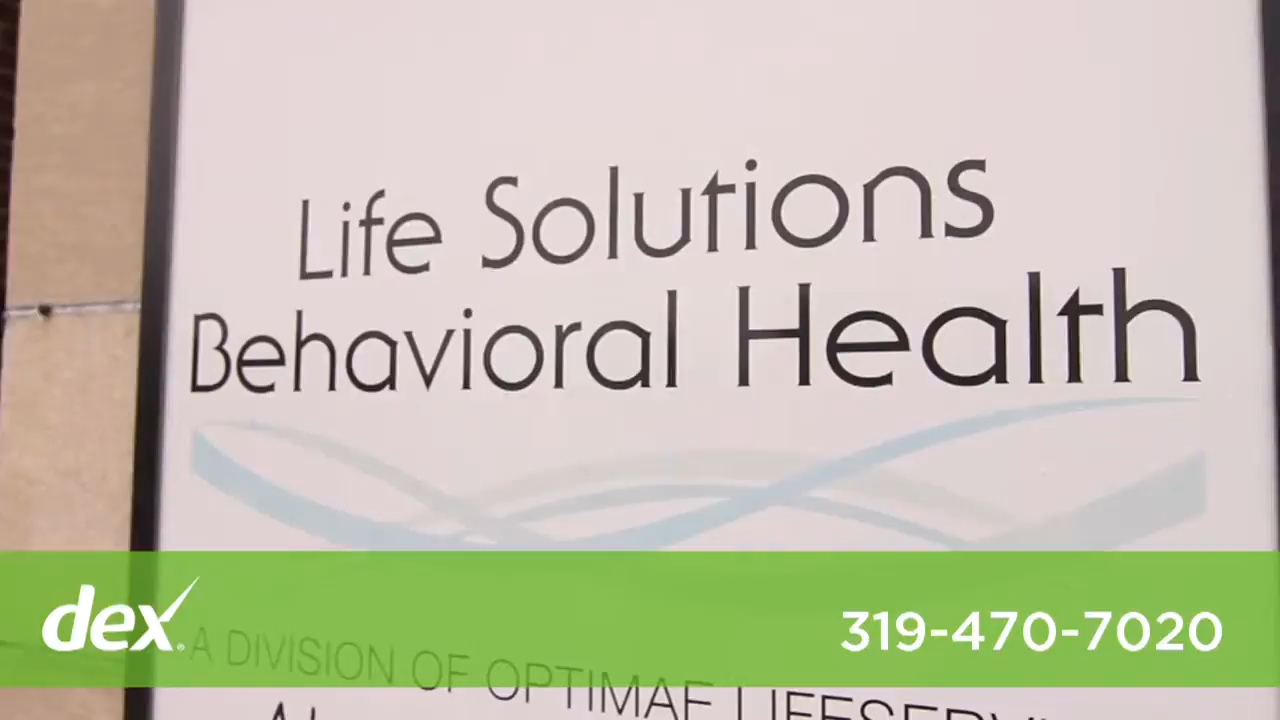 Life Solutions
Behavioral Health
dex
319-470-7020
A DIVISION OF OPTIMAE